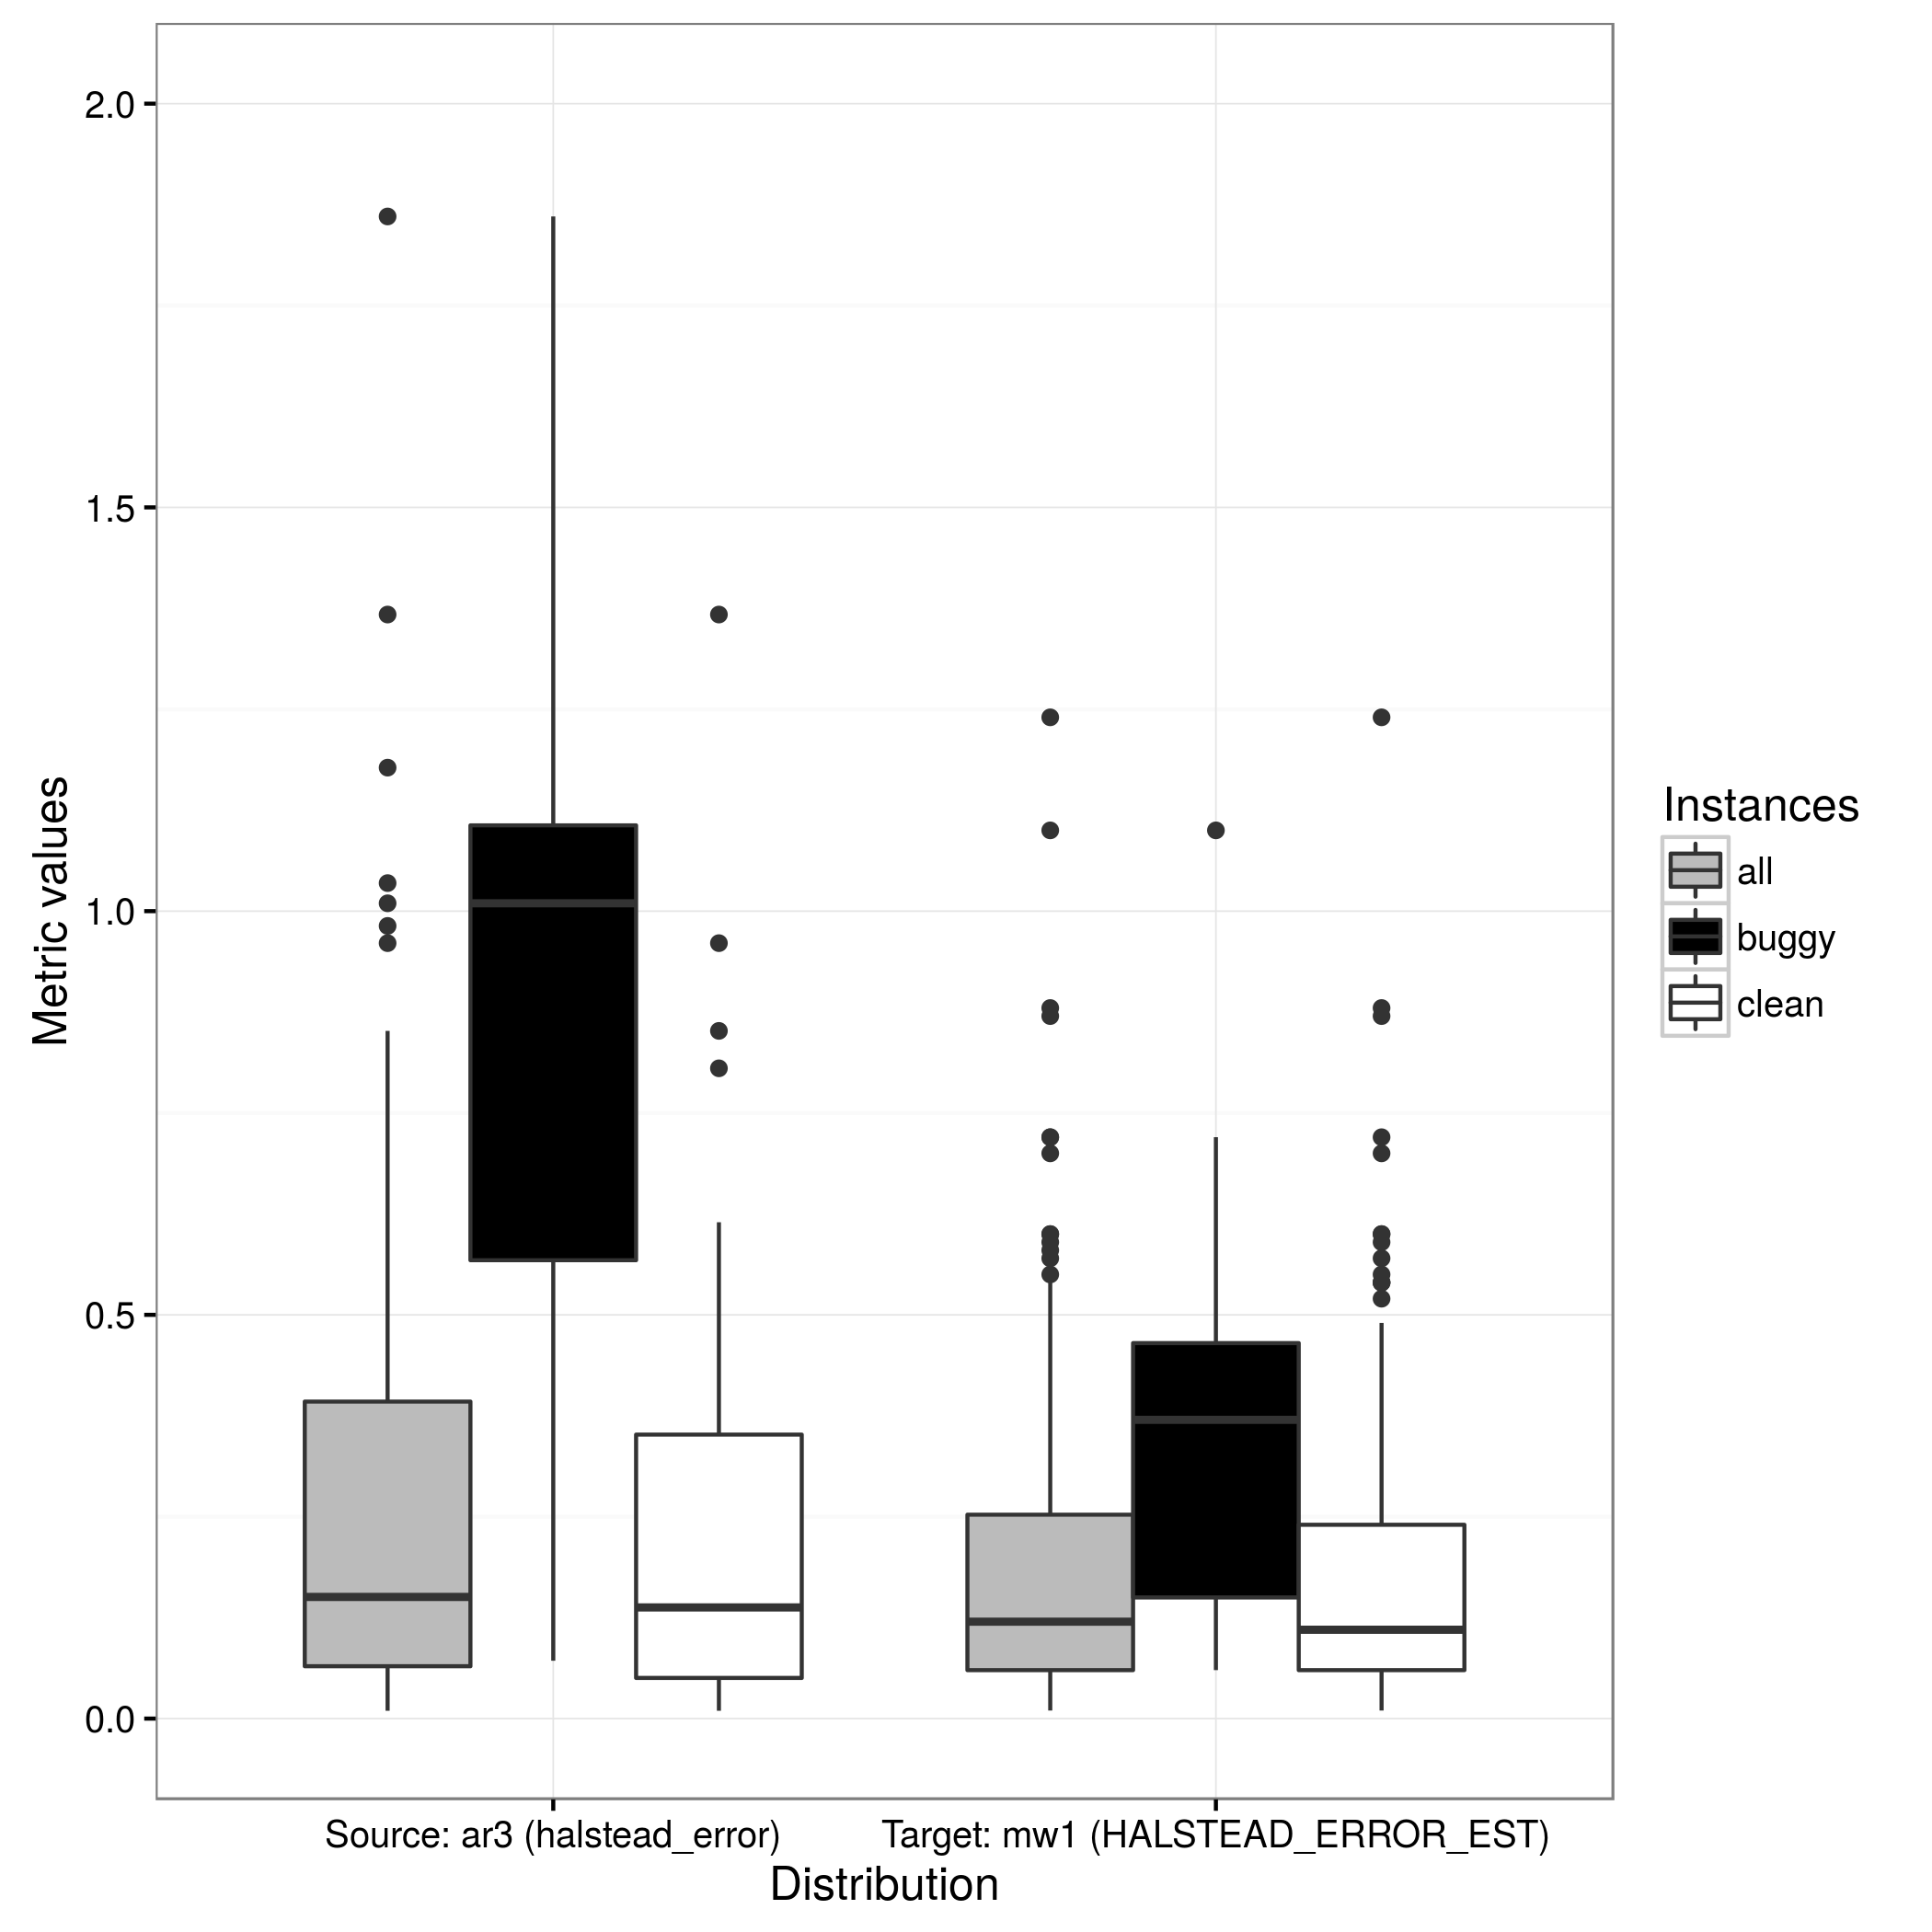 2.0
1.5
1.0
0.5
0.0
Metric values
Source: ar3 (halstead_error)
Target: mw1 (HALSTEAD_ERROR_EST)
Distribution
Instances
all
buggy
clean